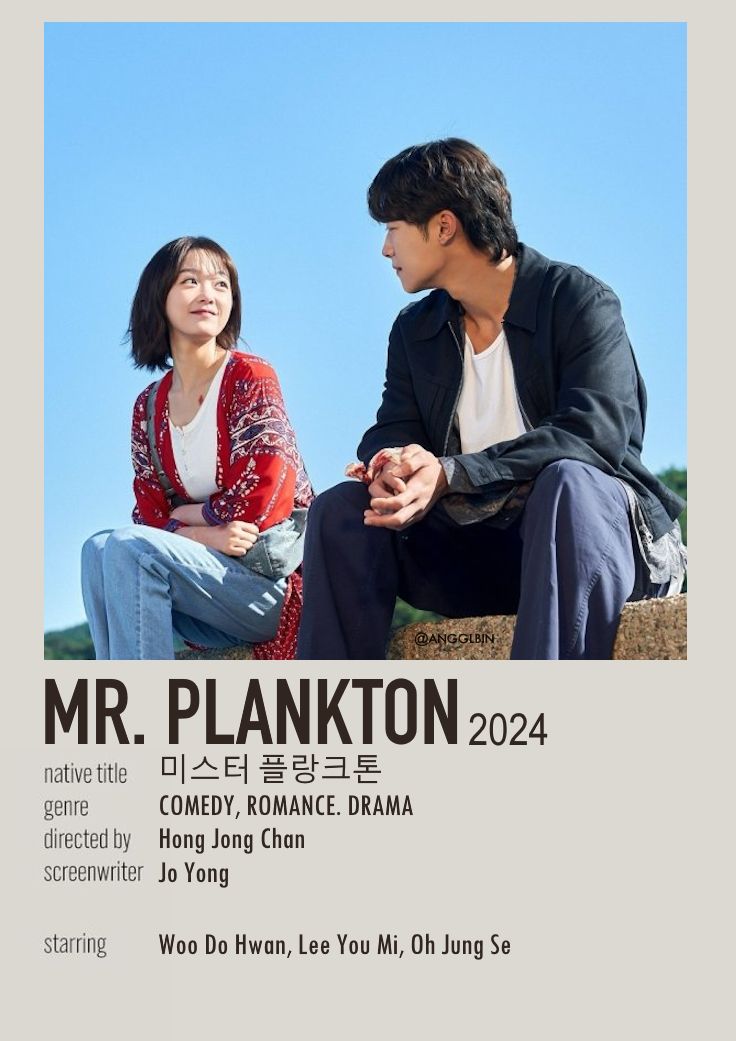 @ANGGLBIN
MR. PLANKTON 2024
native title 미스터 플랑크톤
genre COMEDY, ROMANCE. DRAMA
directed by Hong Jong Chan
screenwriter Jo Yong
starring Woo Do Hwan, Lee You Mi, Oh Jung Se